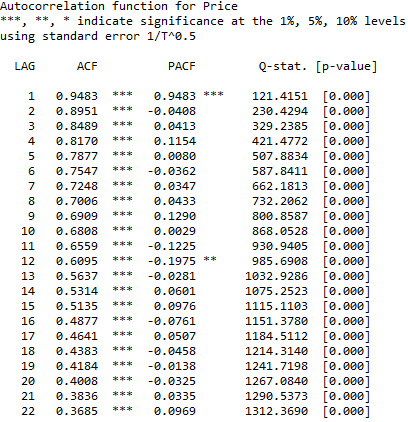 Autocorrelation function for Price
***, **, * indicate significance at the 1%, 5%, 10% levels
using standard error 1/T^0.5
LAG ACF PACF Q-stat. [p-value]
1 0.9483 *** 0.9483 *** 121.4151 [0.000]
2 0.8951 *** -0.0408 230.4294 [0.000]
3 0.8489 *** 0.0413 329.2385 [0.000]
4 0.8170 *** 0.1154 421.4772 [0.000]
5 0.7877 *** 0.0080 507.8834 [0.000]
6 0.7547 *** -0.0362 587.8411 [0.000]
7 0.7248 *** 0.0347 662.1813 [0.000]
8 0.7006 *** 0.0433 732.2062 [0.000]
9 0.6909 *** 0.1290 800.8587 [0.000]
10 0.6808 *** 0.0029 868.0528 [0.000]
11 0.6559 *** -0.1225 930.9405 [0.000]
12 0.6095 *** -0.1975 ** 985.6908 [0.000]
13 0.5637 *** -0.0281 1032.9286 [0.000]
14 0.5314 *** 0.0601 1075.2523 [0.000]
15 0.5135 *** 0.0976 1115.1103 [0.000]
16 0.4877 *** -0.0761 1151.3780 [0.000]
17 0.4641 *** 0.0507 1184.5112 [0.000]
18 0.4383 *** -0.0458 1214.3140 [0.000]
19 0.4184 *** -0.0138 1241.7198 [0.000]
20 0.4008 *** -0.0325 1267.0840 [0.000]
21 0.3836 *** 0.0335 1290.5373 [0.000]
22 0.3685 *** 0.0969 1312.3690 [0.000]